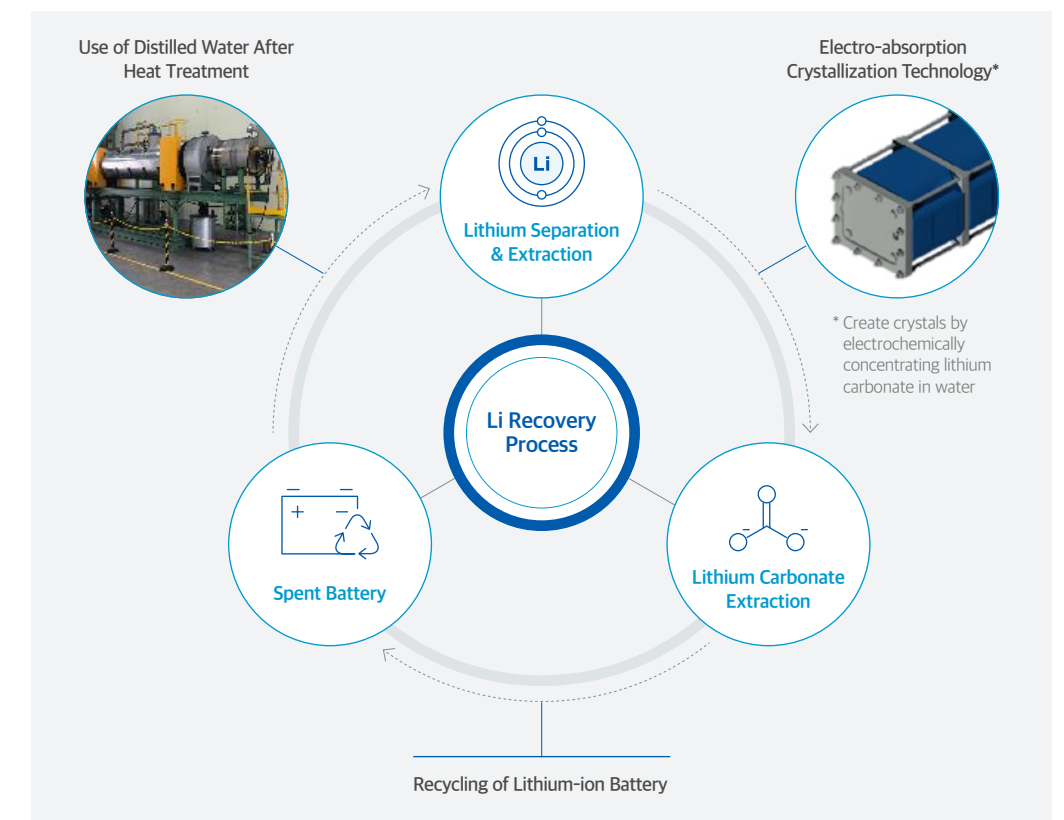 Use of Distilled Water After
Heat Treatment
Electro-absorption
Crystallization Technology*
Li
Lithium Separation
& Extraction
* Create crystals by
electrochemically
concentrating lithium
carbonate in water
Li Recovery
Process
Spent Battery
Lithium Carbonate
Extraction
Recycling of Lithium-ion Battery